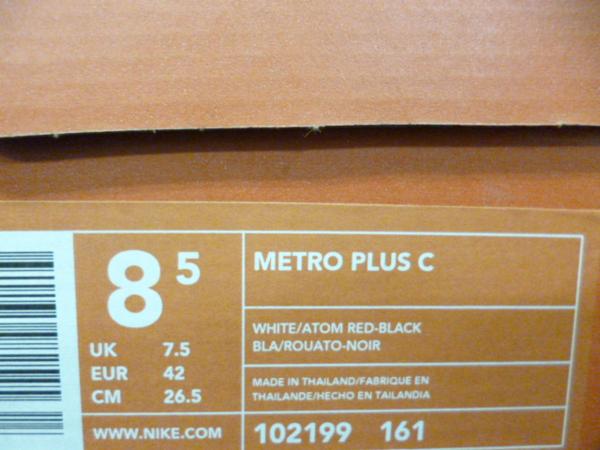 8 5
UK 7.5
EUR 42
CM 26.5
WWW.NIKE.COM
METRO PLUS C
WHITE/ATOM RED-BLACK
BLA/ROUATO-NOIR
MADE IN THAILAND/FABRIQUE EN
THAILANDE/HECHO EN TAILANDIA
102199 161